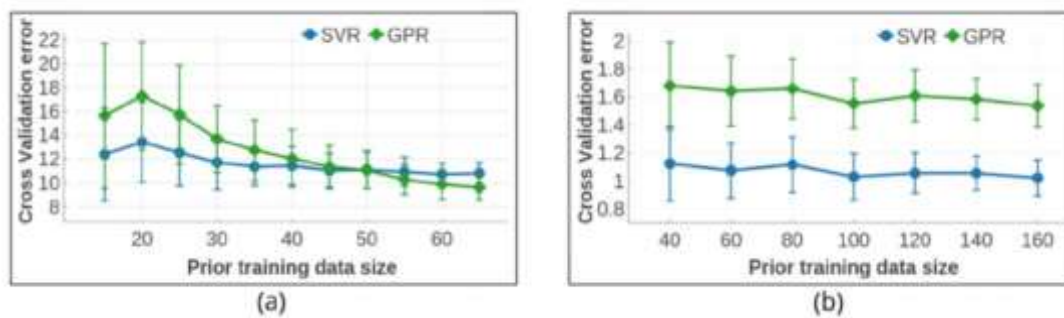 SVR GPR
Cross Validation error
22
20
18
16
14
12
10
8
20 30 40 50 60
Prior training data size
(a)
SVR GPR
Cross Validation error
2
1.8
1.6
1.4
1.2
1
0.8
40 60 80 100 120 140 160
Prior training data size
(b)